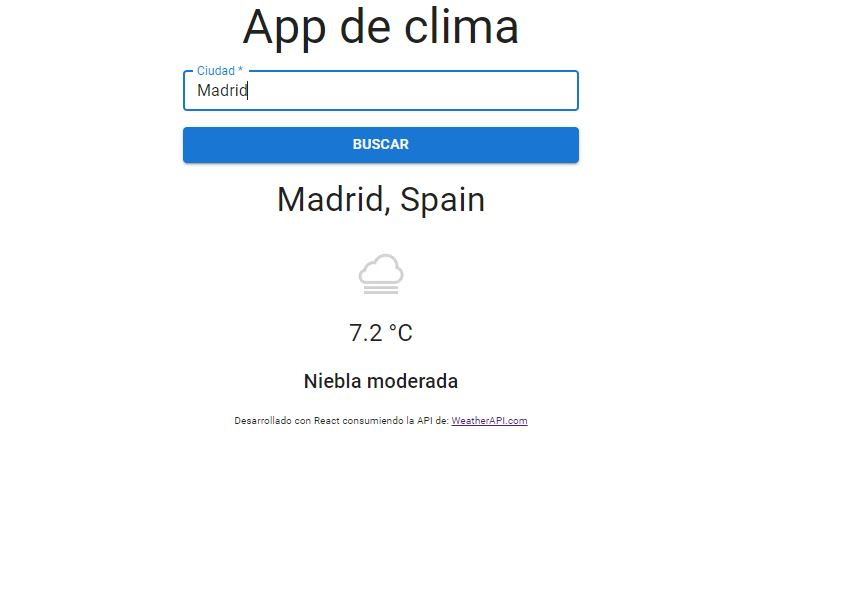 App de clima
Ciudad *
Madrid
BUSCAR
Madrid, Spain
7.2 °C
Niebla moderada
Desarrollado con React consumiendo la API de: WeatherAPI.com